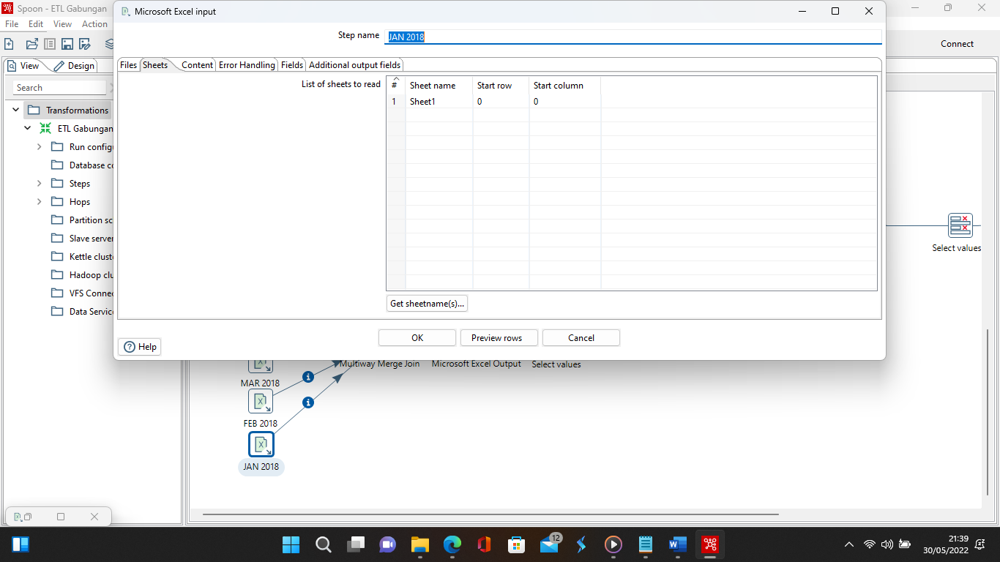 Spoon - ETL Gabungan
Microsoft Excel input
File Edit View Action
Step name JAN 2018
Connect
View Design
Files Sheets Content Error Handling Fields Additional output fields
Search
List of sheets to read
# Sheet name Start row Start column
1 Sheet1 0 0
Transformations
ETL Gabungan
Run config
Database co
Steps
Hops
Partition sc
Slave server
Kettle cluste
Hadoop clu
VFS Connec
Data Servic
Select values
Get sheetname(s)...
OK Preview rows Cancel
Help
Multiway Merge Join Microsoft Excel Output Select values
MAR 2018
FEB 2018
JAN 2018
12
21:39
30/05/2022